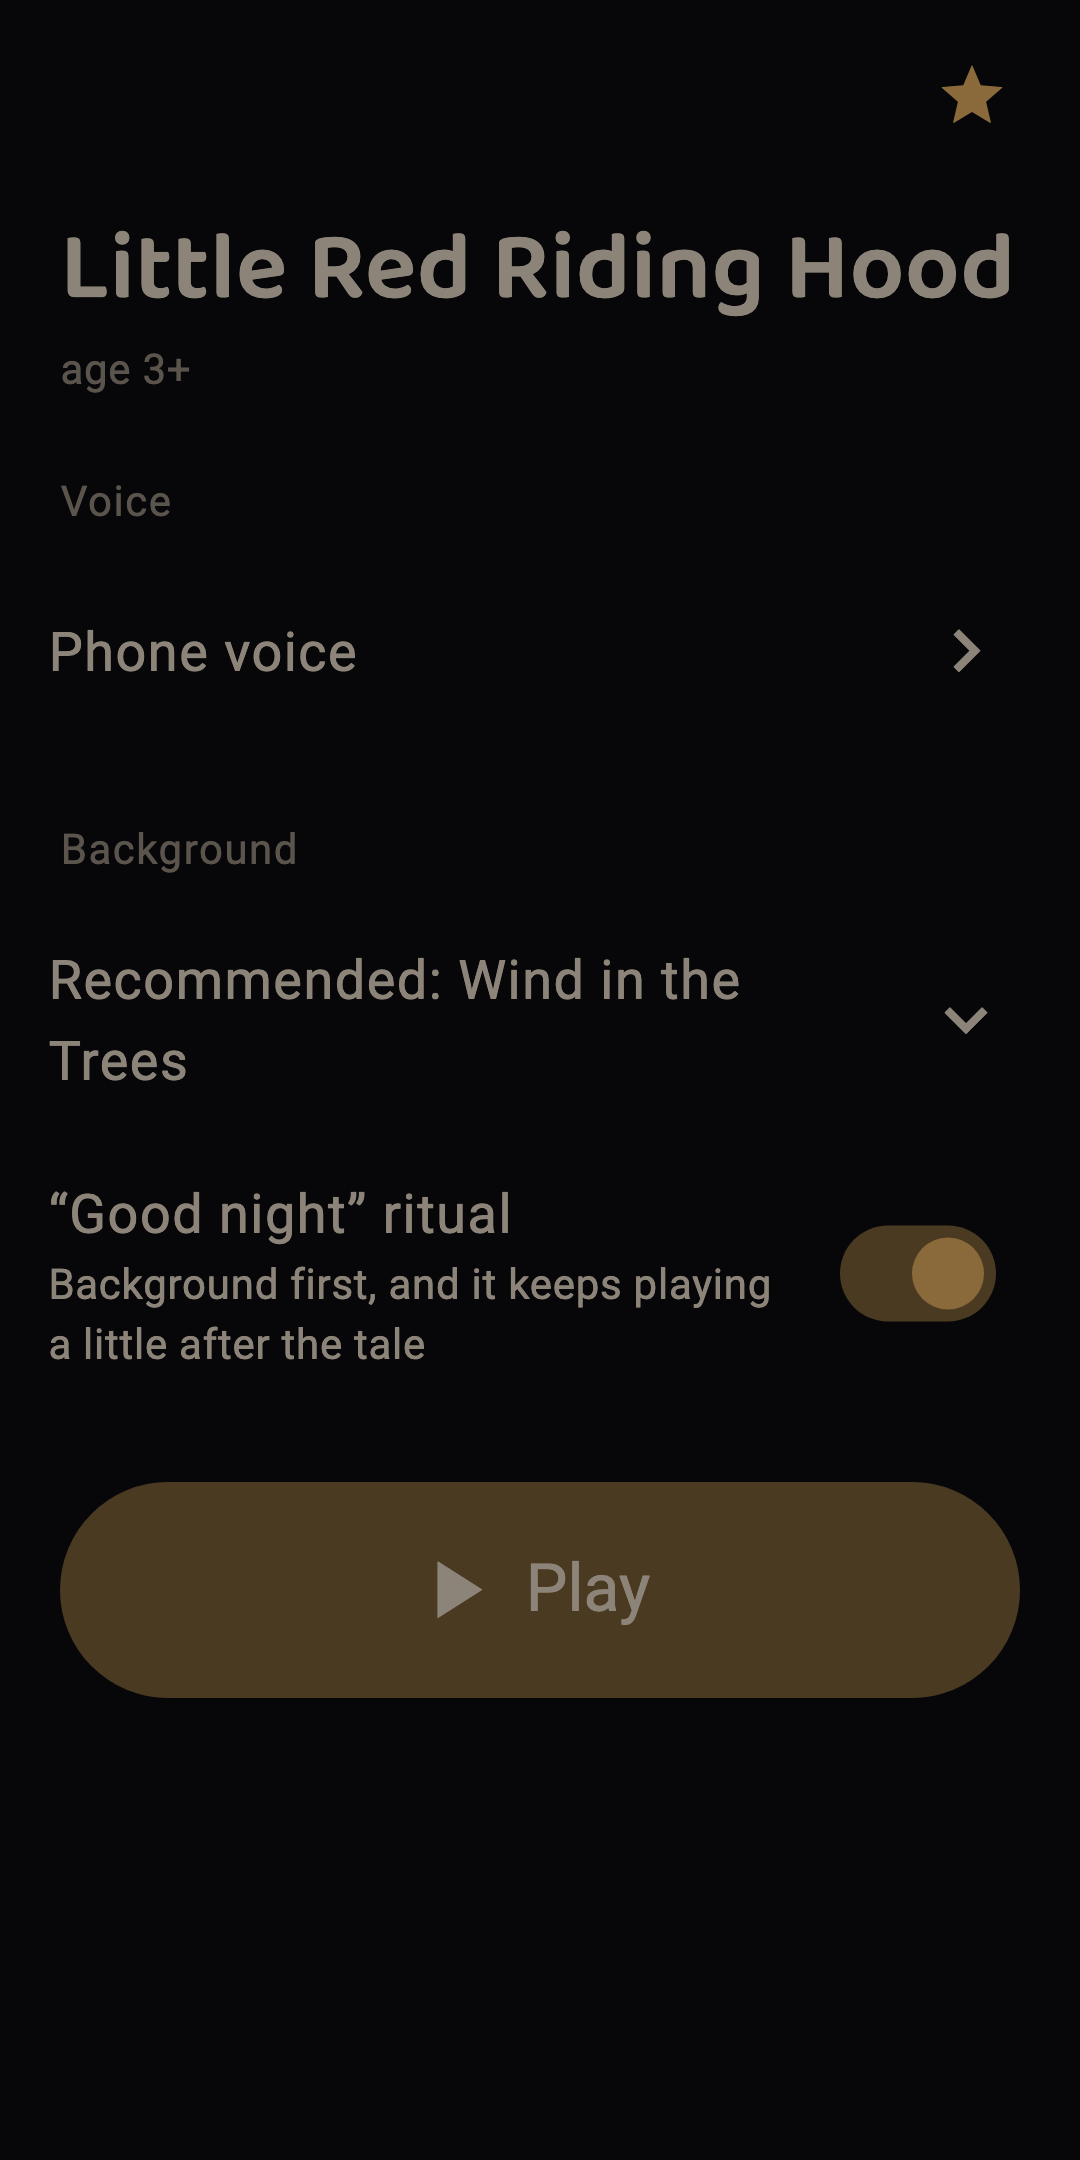 Little Red Riding Hood
age 3+
Voice
Phone voice
Background
Recommended: Wind in the
Trees
“Good night” ritual
Background first, and it keeps playing
a little after the tale
Play